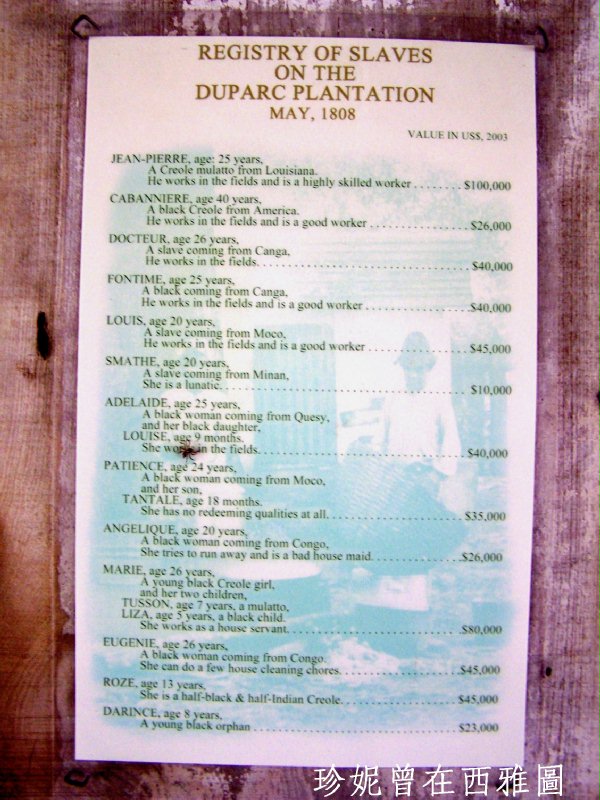 REGISTRY OF SLAVES
ON THE
DUPARC PLANTATION
MAY, 1808
VALUE IN US$, 2003
JEAN-PIERRE, age: 25 years,
A Creole mulatto from Louisiana.
He works in the fields and is a highly skilled worker . . . . . . . . $100,000
CABANNIERE, age 40 years,
A black Creole from America.
He works in the fields and is a good worker . . . . . . . . . . . . . . . . . $26,000
DOCTEUR, age 26 years,
A slave coming from Canga,
He works in the fields. . . . . . . . . . . . . . . . . . . . . . . . . . . . . . . . . . . . $40,000
FONTIME, age 25 years,
A black coming from Canga,
He works in the fields and is a good worker . . . . . . . . . . . . . . . . . .$40,000
LOUIS, age 20 years,
A slave coming from Moco,
He works in the fields and is a good worker . . . . . . . . . . . . . . . . . $45,000
SMATHE, age 20 years,
A slave coming from Minan,
She is a lunatic. . . . . . . . . . . . . . . . . . . . . . . . . . . . . . . . . . . . . . . . . $10,000
ADELAIDE, age 25 years,
A black woman coming from Quesy,
and her black daughter,
LOUISE, age 9 months.
She works in the fields. . . . . . . . . . . . . . . . . . . . . . . . . . . . . . . . . . . $40,000
PATIENCE, age 24 years,
A black woman coming from Moco,
and her son,
TANTALE, age 18 months.
She has no redeeming qualities at all. . . . . . . . . . . . . . . . . . . . . . . $35,000
ANGELIQUE, age 20 years,
A black woman coming from Congo,
She tries to run away and is a bad house maid. . . . . . . . . . . . . . . .$26,000
MARIE, age 26 years,
A young black Creole girl,
and her two children,
TUSSON, age 7 years, a mulatto,
LIZA, age 5 years, a black child.
She works as a house servant. . . . . . . . . . . . . . . . . . . . . . . . . . . . .$80,000
EUGENIE, age 26 years,
A black woman coming from Congo.
She can do a few house cleaning chores. . . . . . . . . . . . . . . . . . . . .$45,000
ROZE, age 13 years,
She is a half-black & half-Indian Creole. . . . . . . . . . . . . . . . . . . . $45,000
DARINCE, age 8 years,
A young black orphan . . . . . . . . . . . . . . . . . . . . . . . . . . . . . . . . . . . $23,000
珍妮曾在西雅圖